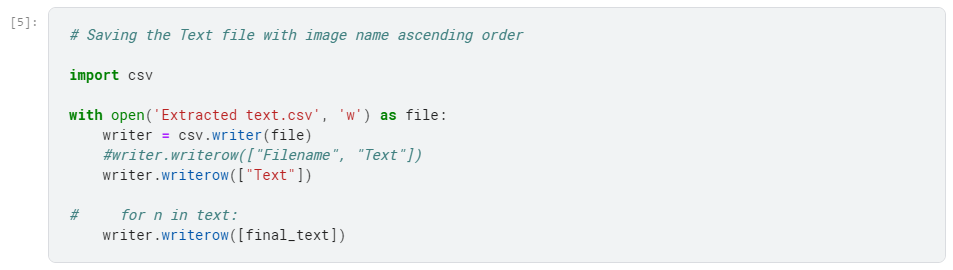 [5]:
# Saving the Text file with image name ascending order
import csv
with open('Extracted text.csv', 'w') as file:
    writer = csv.writer(file)
    #writer.writerow(["Filename", "Text"])
    writer.writerow(["Text"])
#     for n in text:
    writer.writerow([final_text])